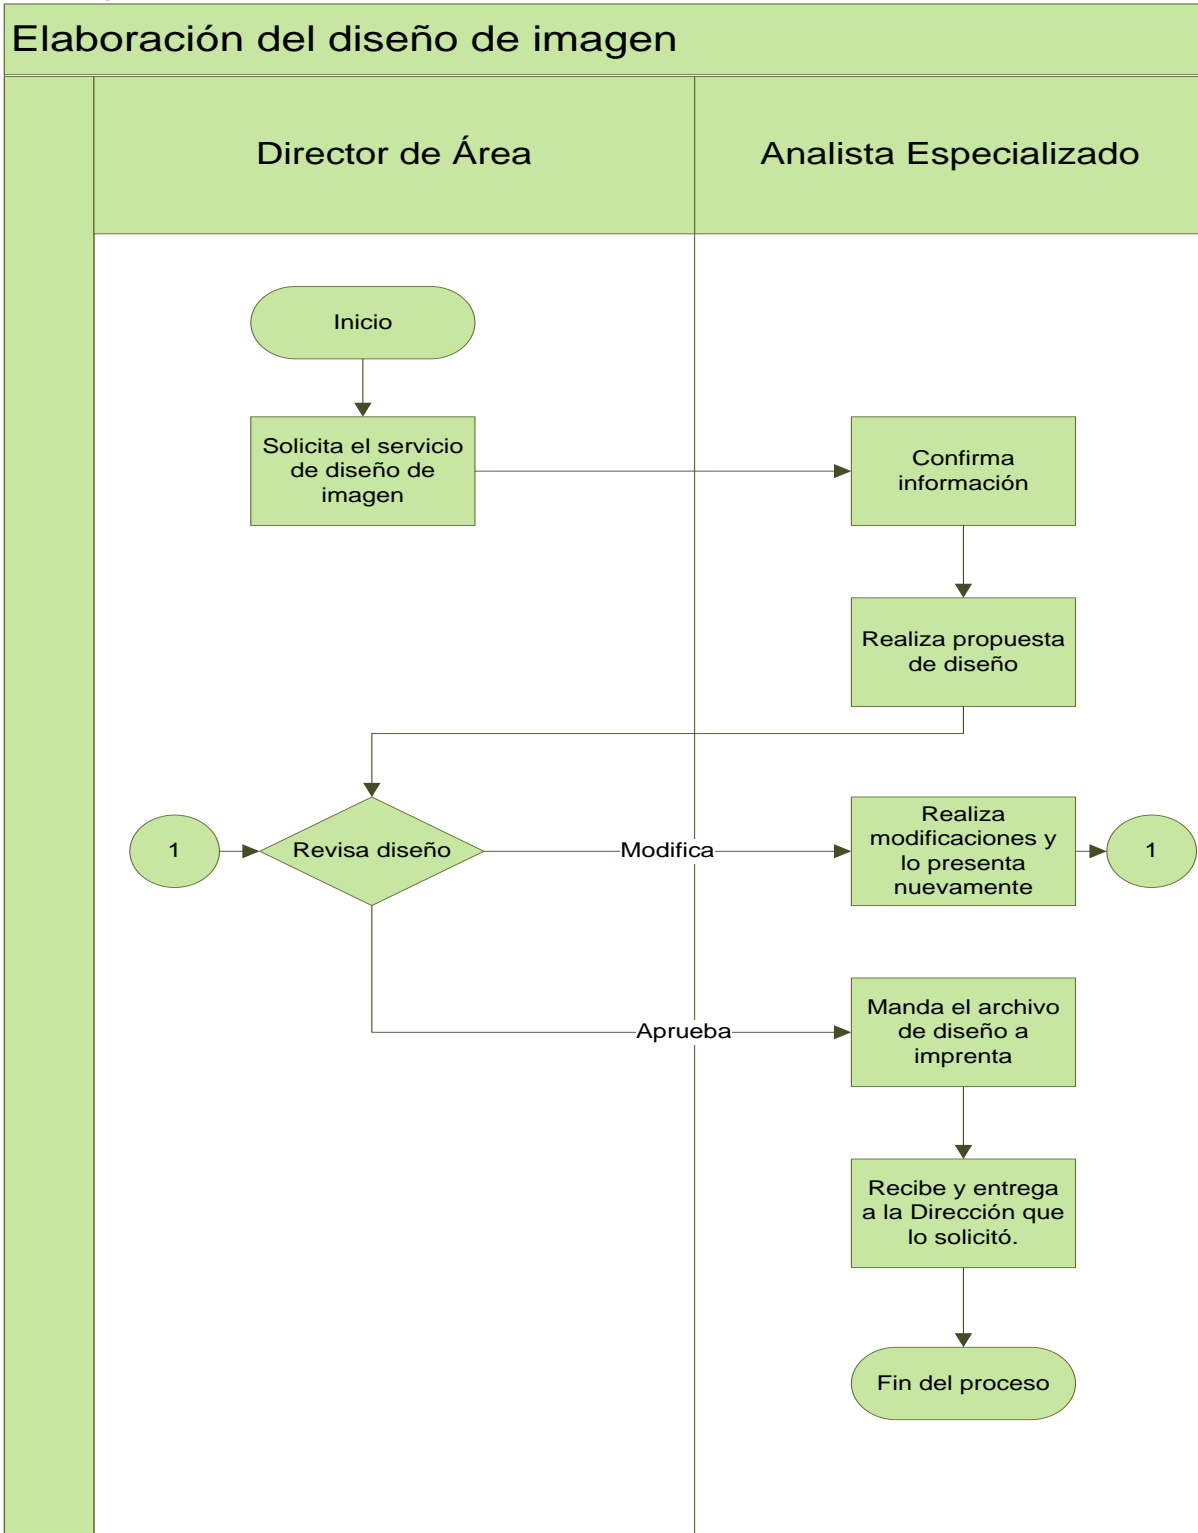 Elaboración del diseño de imagen
Director de Área
Analista Especializado
Inicio
Solicita el servicio
de diseño de
imagen
Confirma
información
Realiza propuesta
de diseño
1
Revisa diseño
Modifica
Realiza
modificaciones y
lo presenta
nuevamente
1
Aprueba
Manda el archivo
de diseño a
imprenta
Recibe y entrega
a la Dirección que
lo solicitó.
Fin del proceso